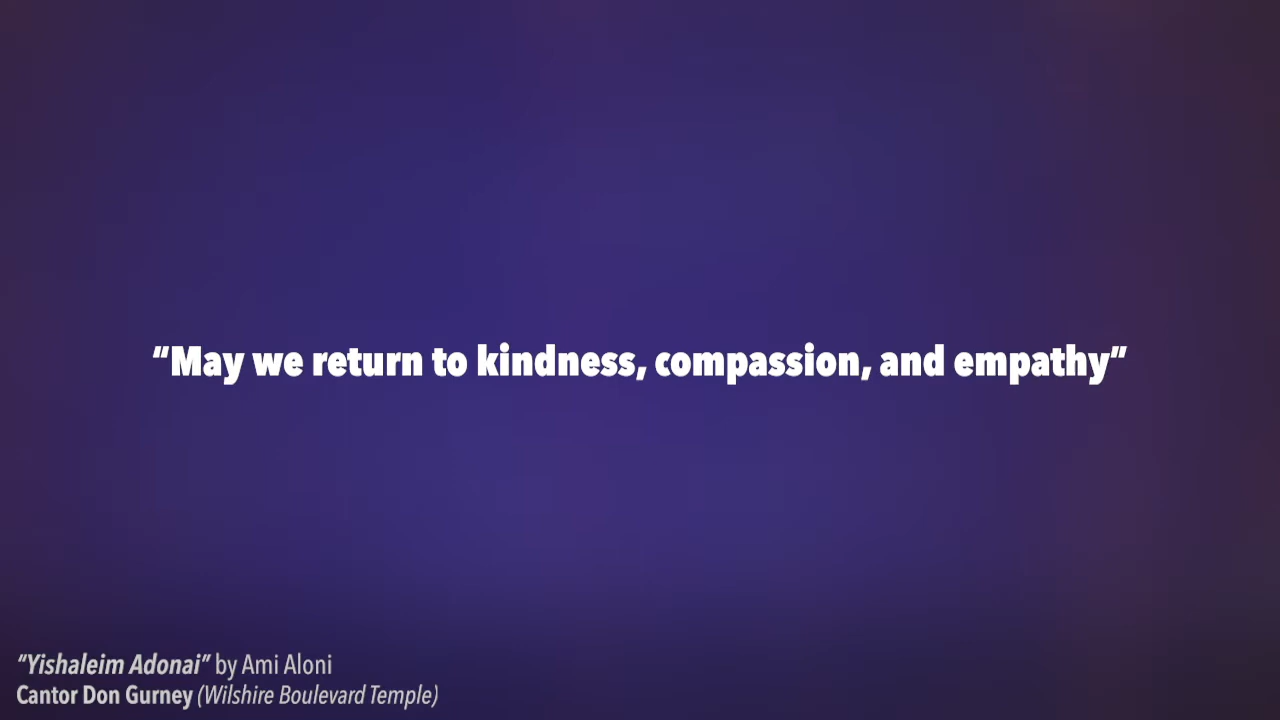 “May we return to kindness, compassion, and empathy”
“Yishaleim Adonai” by Ami Aloni
Cantor Don Gurney (Wilshire Boulevard Temple)